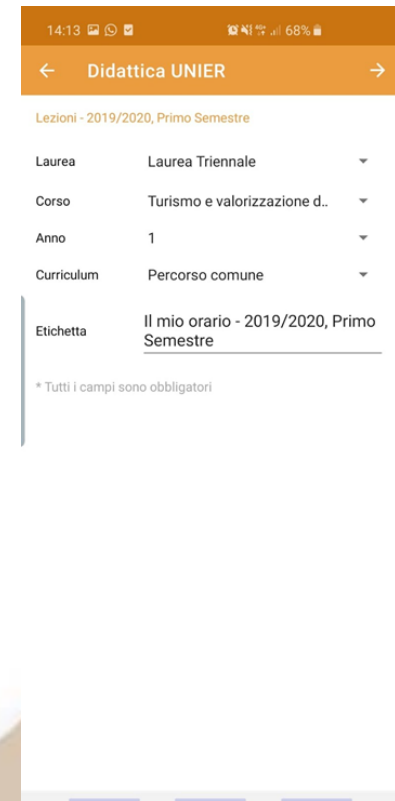 14:13 68%
Didattica UNIER
Lezioni - 2019/2020, Primo Semestre
Laurea Laurea Triennale
Corso Turismo e valorizzazione d..
Anno 1
Curriculum Percorso comune
Etichetta Il mio orario - 2019/2020, Primo
Semestre
* Tutti i campi sono obbligatori